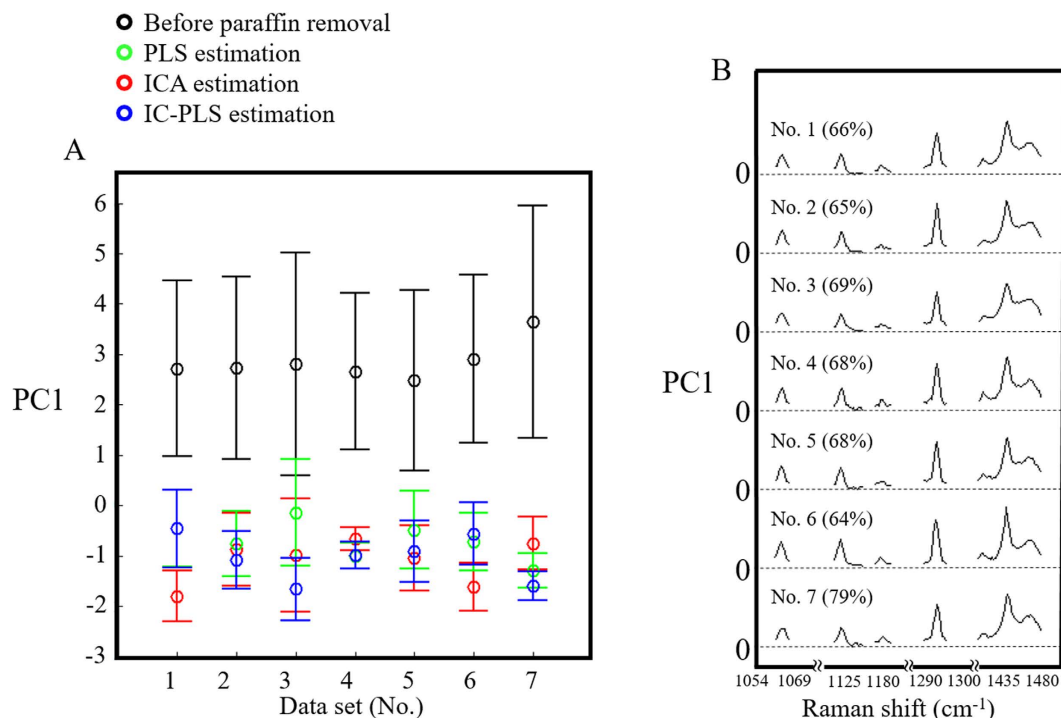 Before paraffin removal
PLS estimation
ICA estimation
IC-PLS estimation
A
PC1
6
5
4
3
2
1
0
-1
-2
-3
1 2 3 4 5 6 7
Data set (No.)
B
PC1
No. 1 (66%)
0
No. 2 (65%)
0
No. 3 (69%)
0
No. 4 (68%)
0
No. 5 (68%)
0
No. 6 (64%)
0
No. 7 (79%)
0
1054 1069 1125 1180 1290 1300 1435 1480
Raman shift (cm⁻¹)